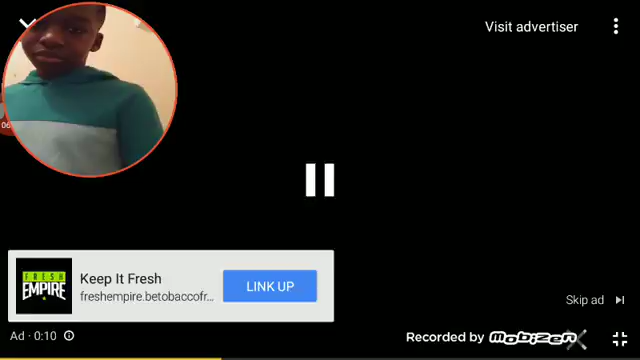 Visit advertiser
06
FRESH
EMPIRE
Keep It Fresh
freshempire.betobaccofr...
LINK UP
Skip ad
Ad · 0:10
Recorded by Mobizen